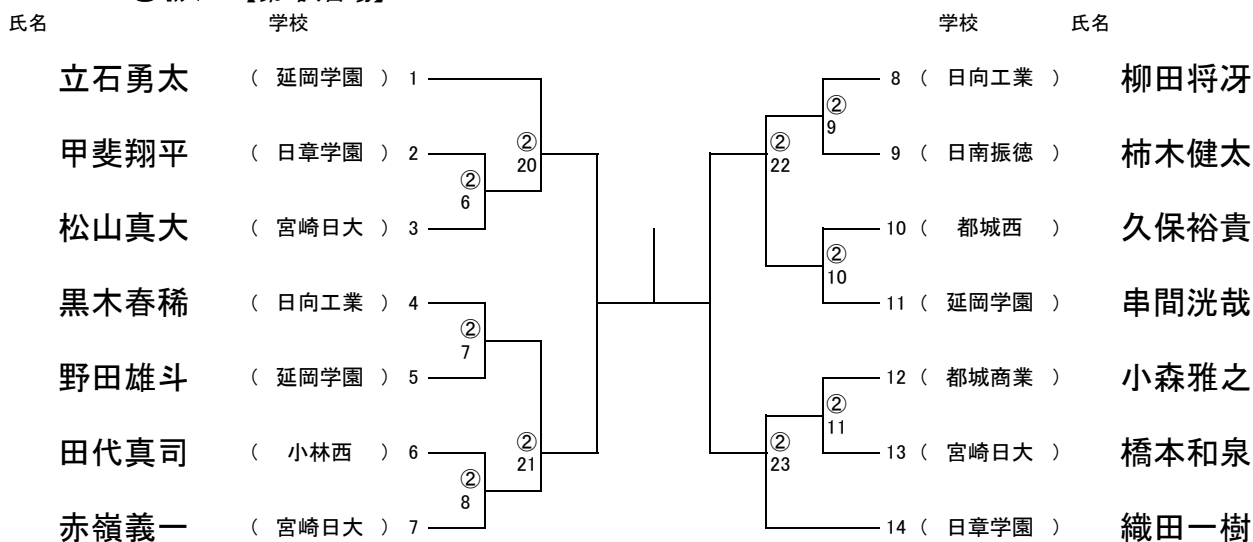 氏名 学校 学校 氏名
立石勇太 （ 延岡学園 ） 1 8 （ 日向工業 ） 柳田将冴
② 9
甲斐翔平 （ 日章学園 ） 2 ② 20 ② 22 9 （ 日南振徳 ） 柿木健太
② 6
松山真大 （ 宮崎日大 ） 3 10 （ 都城西 ） 久保裕貴
② 10
黒木春稀 （ 日向工業 ） 4 11 （ 延岡学園 ） 串間洸哉
② 7
野田雄斗 （ 延岡学園 ） 5 12 （ 都城商業 ） 小森雅之
② 11
田代真司 （ 小林西 ） 6 ② 21 ② 23 13 （ 宮崎日大 ） 橋本和泉
② 8
赤嶺義一 （ 宮崎日大 ） 7 14 （ 日章学園 ） 織田一樹